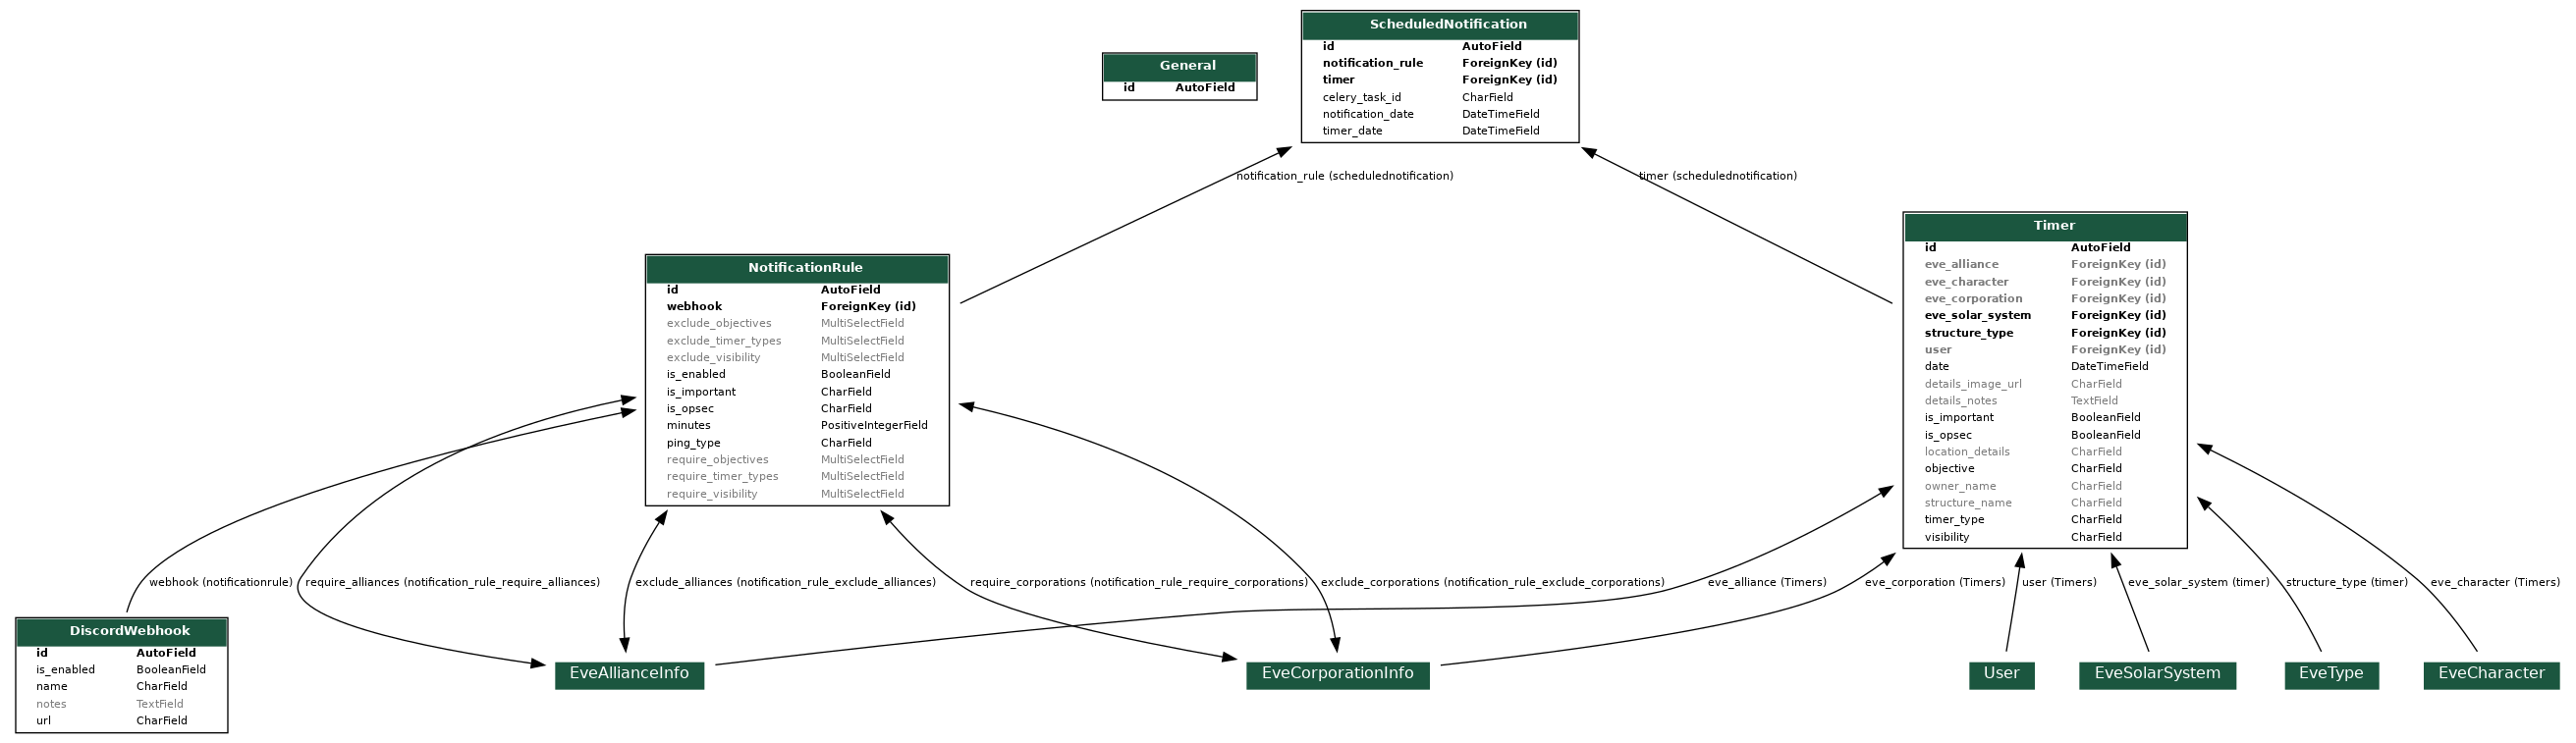 ScheduledNotification
id AutoField
notification_rule ForeignKey (id)
timer ForeignKey (id)
celery_task_id CharField
notification_date DateTimeField
timer_date DateTimeField
General
id AutoField
notification_rule (schedulednotification)
timer (schedulednotification)
Timer
id AutoField
eve_alliance ForeignKey (id)
eve_character ForeignKey (id)
eve_corporation ForeignKey (id)
eve_solar_system ForeignKey (id)
structure_type ForeignKey (id)
user ForeignKey (id)
date DateTimeField
details_image_url CharField
details_notes TextField
is_important BooleanField
is_opsec BooleanField
location_details CharField
objective CharField
owner_name CharField
structure_name CharField
timer_type CharField
visibility CharField
NotificationRule
id AutoField
webhook ForeignKey (id)
exclude_objectives MultiSelectField
exclude_timer_types MultiSelectField
exclude_visibility MultiSelectField
is_enabled BooleanField
is_important CharField
is_opsec CharField
minutes PositiveIntegerField
ping_type CharField
require_objectives MultiSelectField
require_timer_types MultiSelectField
require_visibility MultiSelectField
webhook (notificationrule)
require_alliances (notification_rule_require_alliances)
exclude_alliances (notification_rule_exclude_alliances)
require_corporations (notification_rule_require_corporations)
exclude_corporations (notification_rule_exclude_corporations)
eve_alliance (Timers)
eve_corporation (Timers)
user (Timers)
eve_solar_system (timer)
structure_type (timer)
eve_character (Timers)
DiscordWebhook
id AutoField
is_enabled BooleanField
name CharField
notes TextField
url CharField
EveAllianceInfo
EveCorporationInfo
User
EveSolarSystem
EveType
EveCharacter